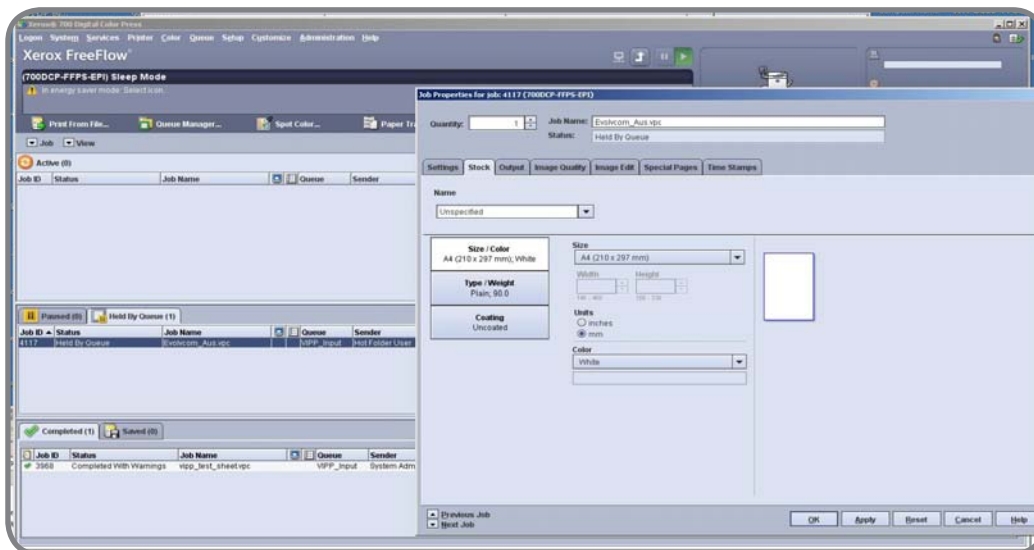 Xerox® 700 Digital Color Press
Logon System Services Printer Color Queue Setup Customize Administration Help
Xerox FreeFlow®
(700DCP-FFPS-EPI) Sleep Mode
In energy saver mode: Select icon.
Print From File... Queue Manager... Spot Color... Paper Tr
Job View
Active (0)
Job ID Status Job Name Queue Sender
Paused (0) Held By Queue (1)
Job ID Status Job Name Queue Sender
4117 Held By Queue Evolvcom_Aus.vpc VIPP_Input Hot Folder User
Completed (1) Saved (0)
Job ID Status Job Name Queue Sender
3968 Completed With Warnings vipp_test_sheet.vpc VIPP_Input System Adm
Job Properties for job: 4117 (700DCP-FFPS-EPI)
Quantity: 1 Job Name: Evolvcom_Aus.vpc
Status: Held By Queue
Settings Stock Output Image Quality Image Edit Special Pages Time Stamps
Name
Unspecified
Size / Color
A4 (210 x 297 mm); White
Type / Weight
Plain; 90.0
Coating
Uncoated
Size
A4 (210 x 297 mm)
Width Height
Units
inches
mm
Color
White
Previous Job
Next Job
OK Apply Reset Cancel Help